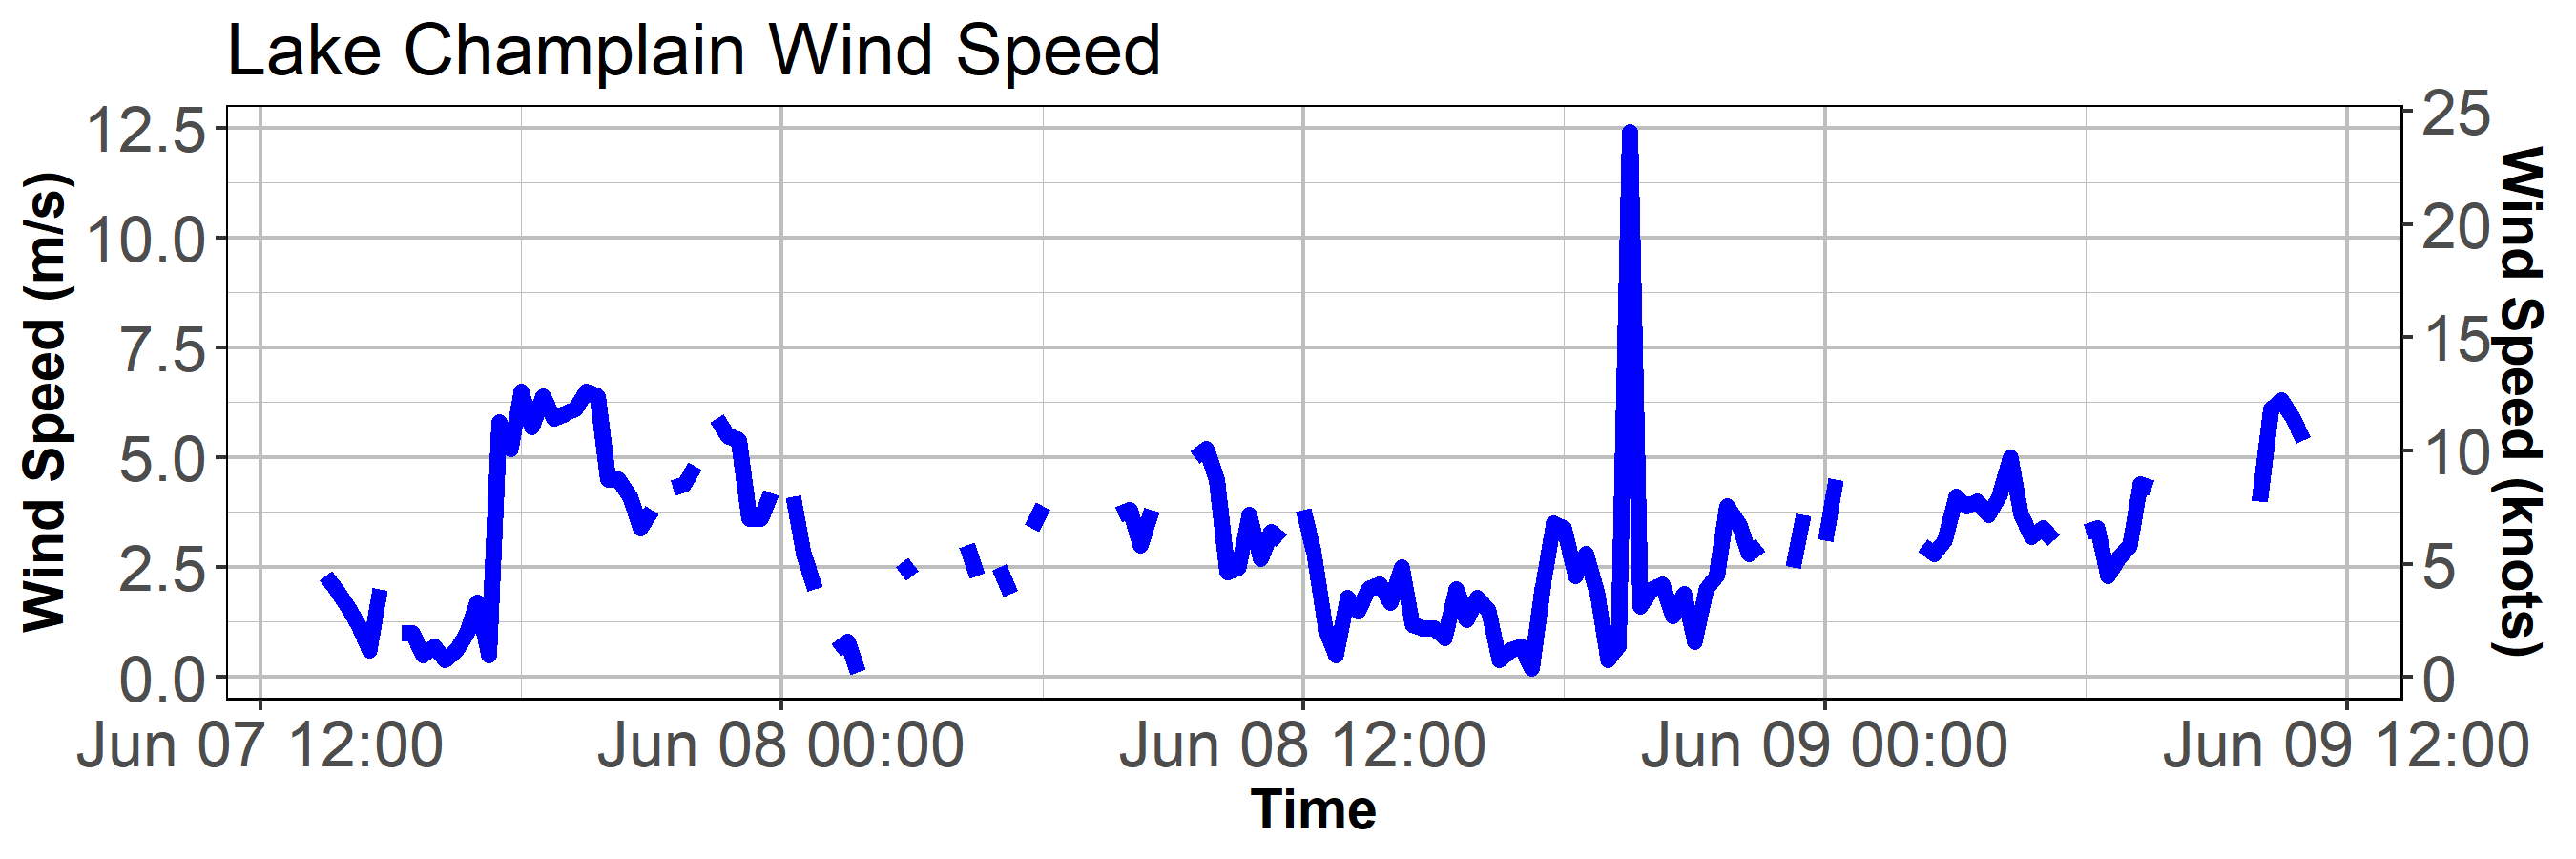 Lake Champlain Wind Speed
12.5
10.0
7.5
5.0
2.5
0.0
Wind Speed (m/s)
25
20
15
10
5
0
Wind Speed (knots)
Jun 07 12:00
Jun 08 00:00
Jun 08 12:00
Jun 09 00:00
Jun 09 12:00
Time